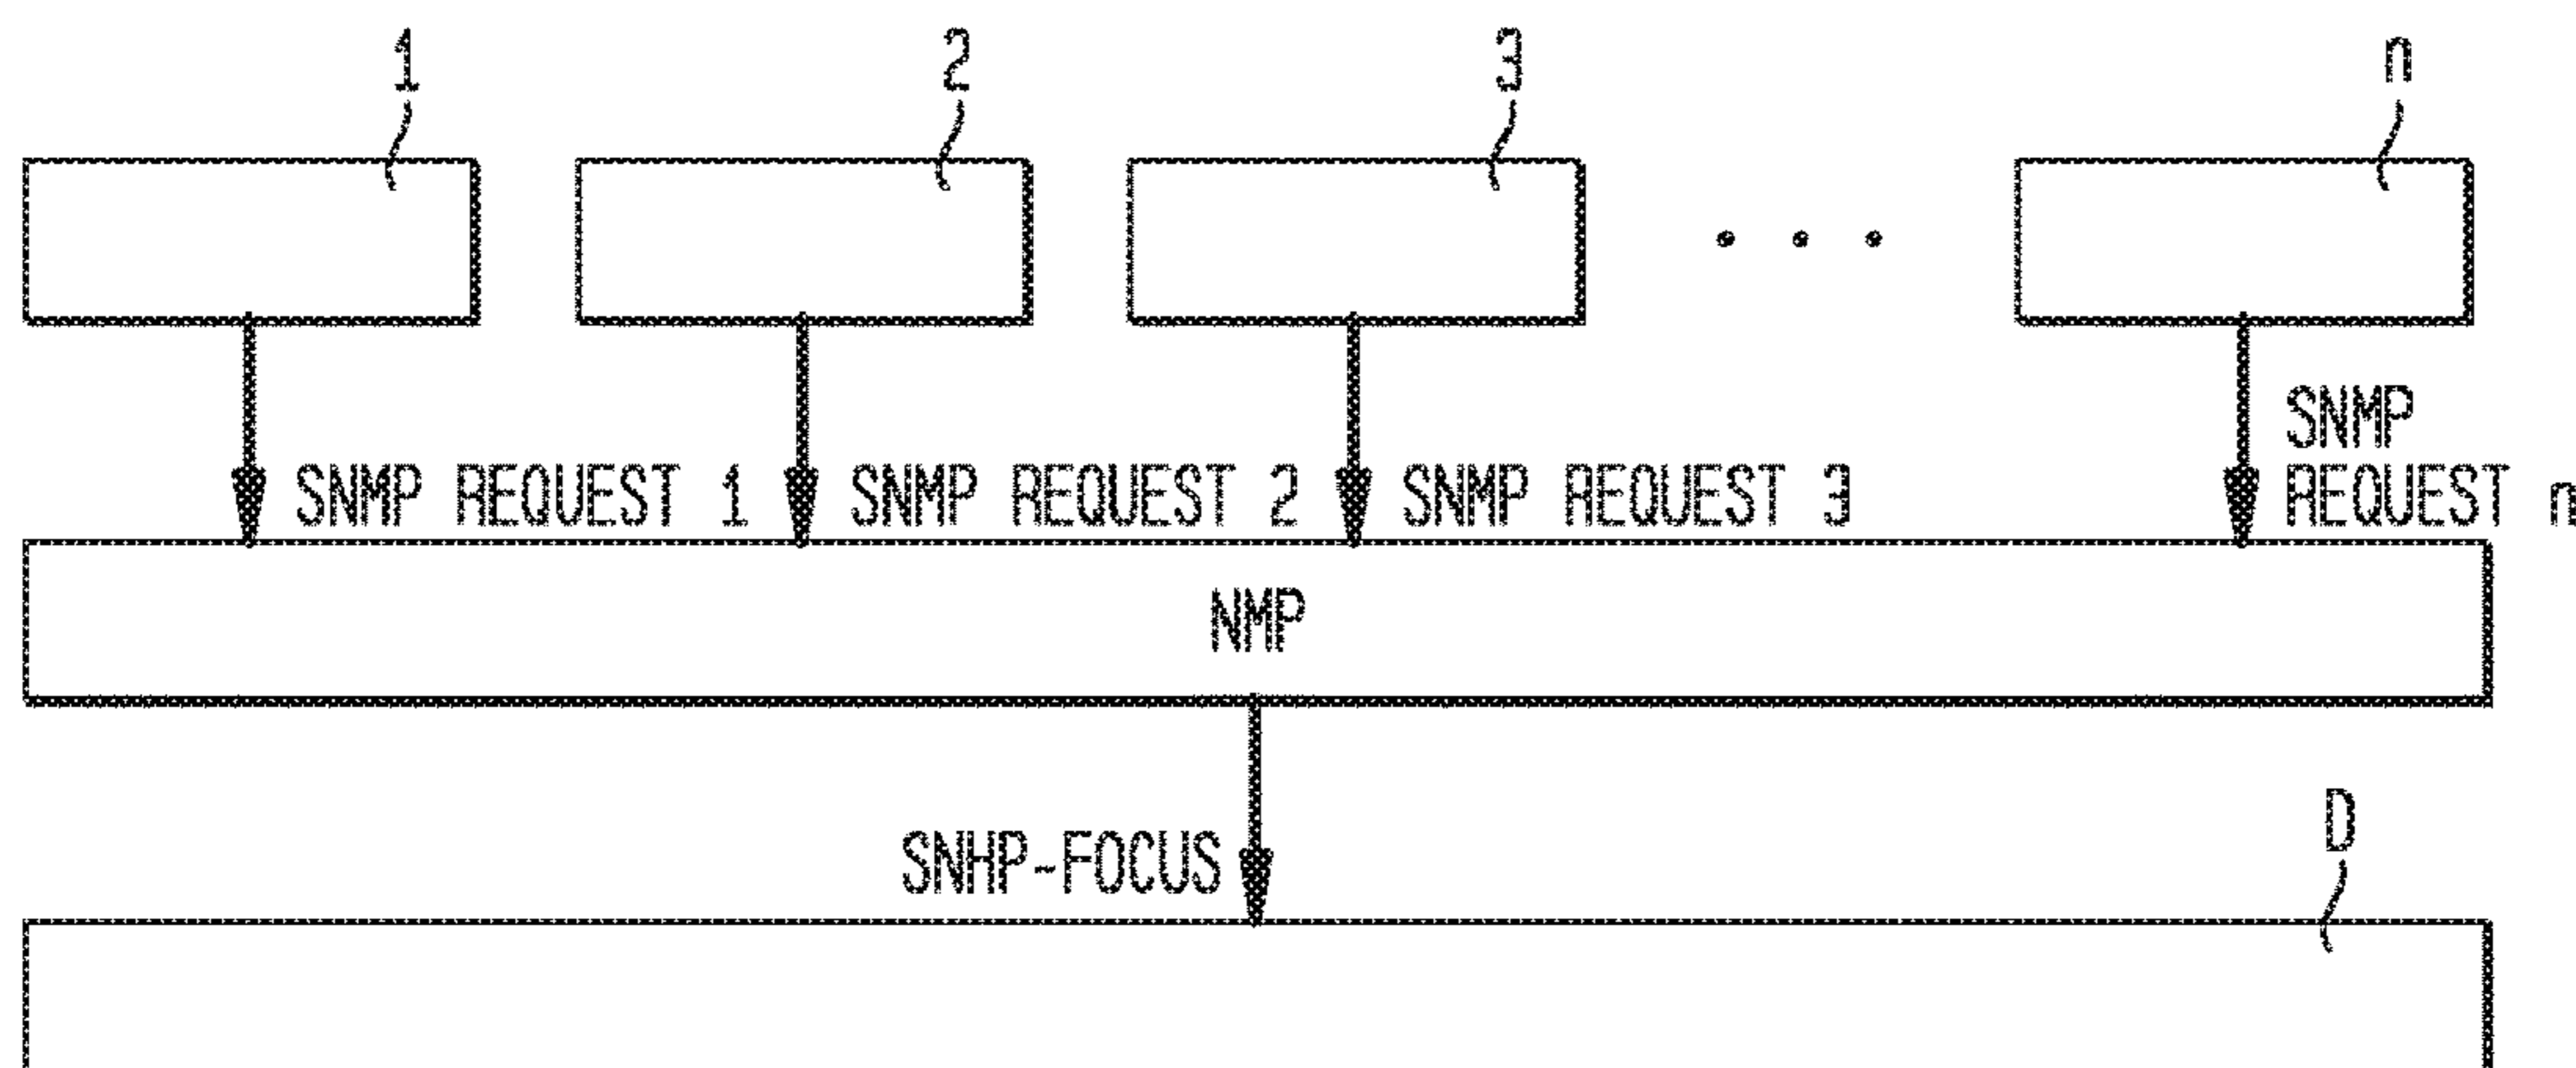 1
2
3
n
SNMP
SNMP REQUEST 1
SNMP REQUEST 2
SNMP REQUEST 3
REQUEST n
NMP
SNHP-FOCUS
D